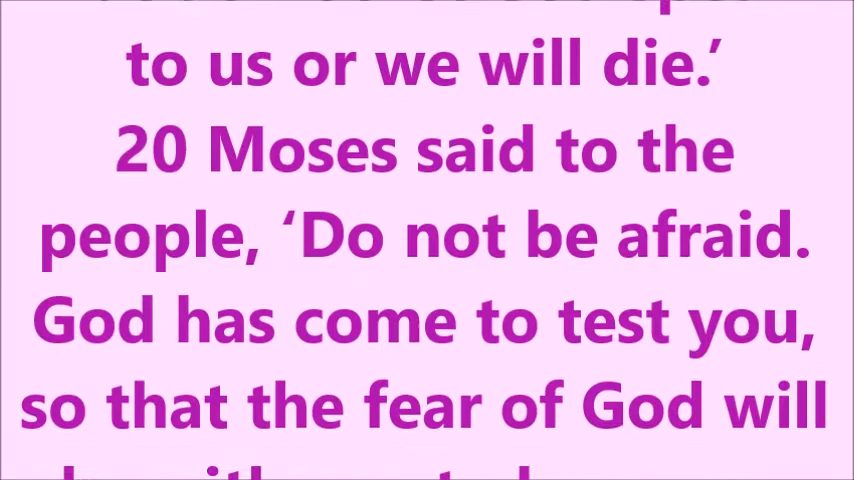 to us or we will die.’
20 Moses said to the
people, ‘Do not be afraid.
God has come to test you,
so that the fear of God will